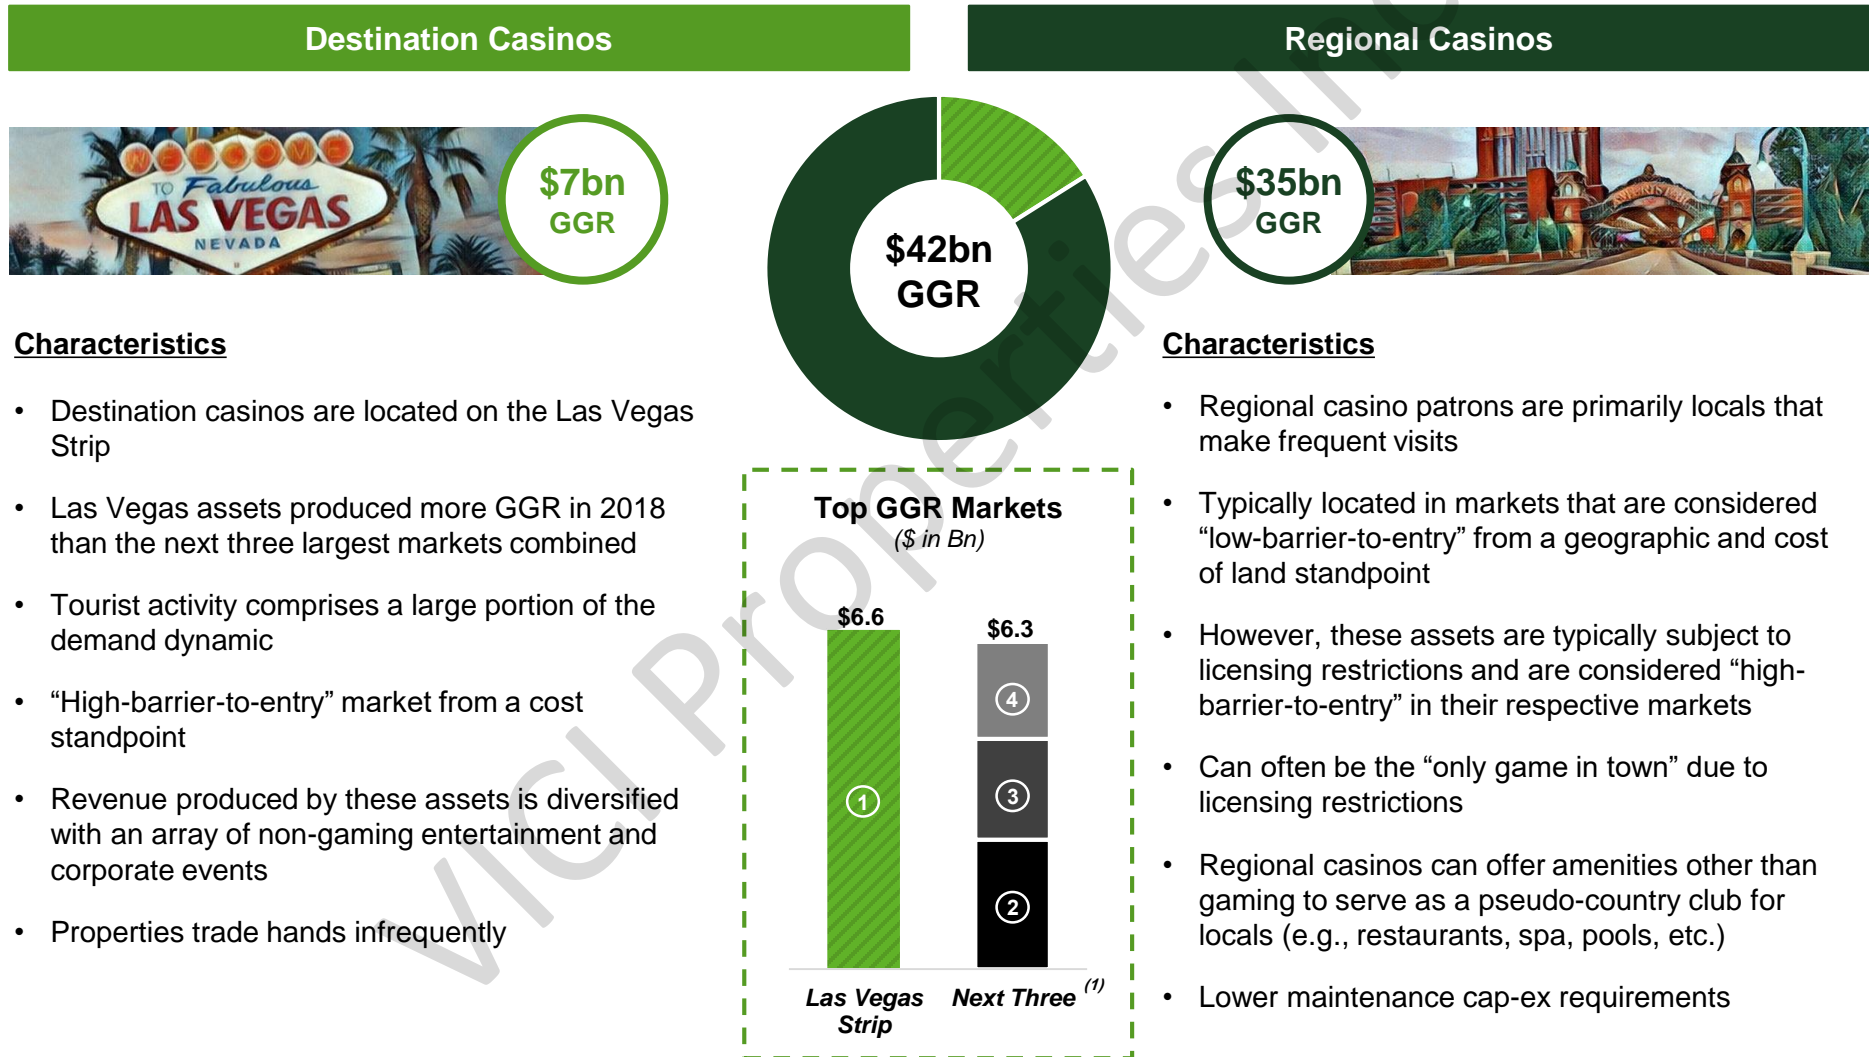 Destination Casinos
Regional Casinos
WELCOME
TO Fabulous
LAS VEGAS
NEVADA
$7bn
GGR
$42bn
GGR
$35bn
GGR
Characteristics
• Destination casinos are located on the Las Vegas
Strip
• Las Vegas assets produced more GGR in 2018
than the next three largest markets combined
• Tourist activity comprises a large portion of the
demand dynamic
• “High-barrier-to-entry” market from a cost
standpoint
• Revenue produced by these assets is diversified
with an array of non-gaming entertainment and
corporate events
• Properties trade hands infrequently
Top GGR Markets
($ in Bn)
$6.6
$6.3
4
3
1
2
Las Vegas
Strip
Next Three (1)
Characteristics
• Regional casino patrons are primarily locals that
make frequent visits
• Typically located in markets that are considered
“low-barrier-to-entry” from a geographic and cost
of land standpoint
• However, these assets are typically subject to
licensing restrictions and are considered “high-
barrier-to-entry” in their respective markets
• Can often be the “only game in town” due to
licensing restrictions
• Regional casinos can offer amenities other than
gaming to serve as a pseudo-country club for
locals (e.g., restaurants, spa, pools, etc.)
• Lower maintenance cap-ex requirements
VICI Properties Inc